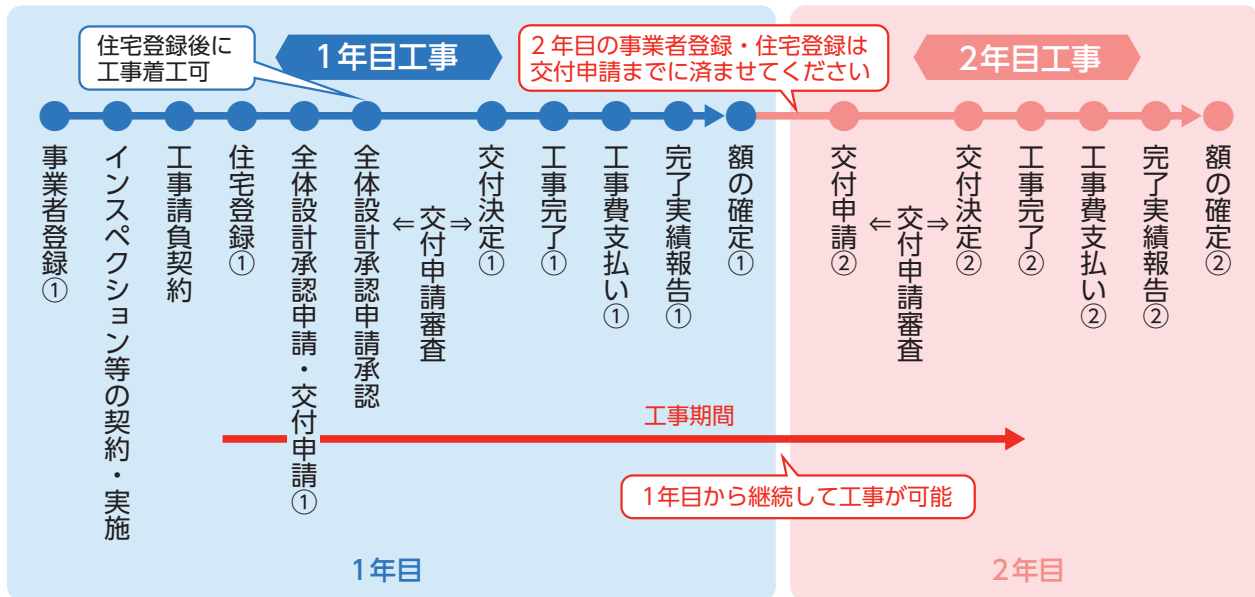 住宅登録後に
工事着工可
1年目工事
2年目の事業者登録・住宅登録は
交付申請までに済ませてください
2年目工事
事業者登録①
インスペクション等の契約・実施
工事請負契約
住宅登録①
全体設計承認申請・交付申請①
全体設計承認申請承認
⇐交付申請審査⇒
交付決定①
工事完了①
工事費支払い①
完了実績報告①
額の確定①
交付申請②
⇐交付申請審査⇒
交付決定②
工事完了②
工事費支払い②
完了実績報告②
額の確定②
工事期間
1年目から継続して工事が可能
1年目
2年目